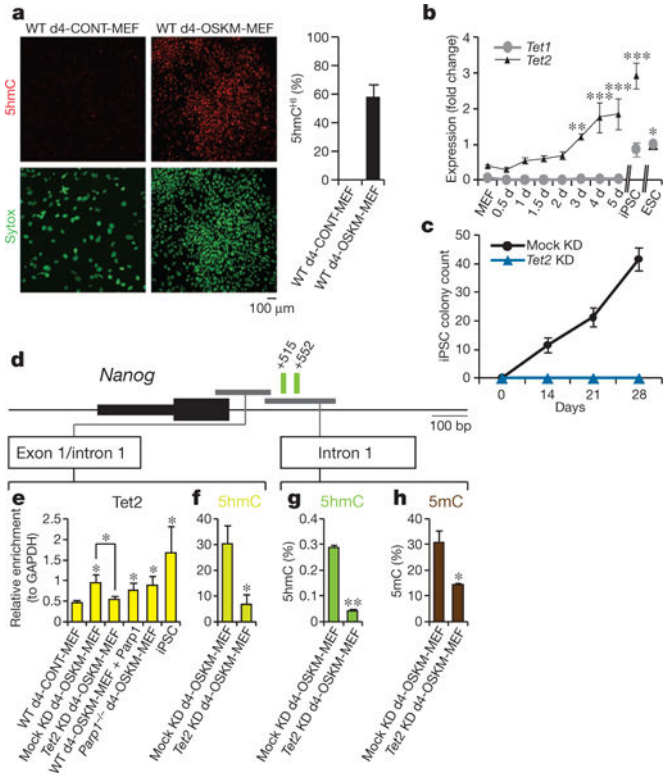 a
WT d4-CONT-MEF WT d4-OSKM-MEF
5hmC
Sytox
100 µm
5hmCHI (%)
100
80
60
40
20
0
WT d4-CONT-MEF
WT d4-OSKM-MEF
b
Tet1
Tet2
Expression (fold change)
4
3
2
1
0
** *** *** *** *
MEF
0.5 d
1 d
1.5 d
2 d
3 d
4 d
5 d
iPSC
ESC
c
Mock KD
Tet2 KD
iPSC colony count
50
40
30
20
10
0
0 14 21 28
Days
d
Nanog
+515
+552
100 bp
Exon 1/intron 1
Intron 1
e
Tet2
Relative enrichment
(to GAPDH)
2.5
2.0
1.5
1.0
0.5
0
* * * * *
WT d4-CONT-MEF
Mock KD d4-OSKM-MEF
Tet2 KD d4-OSKM-MEF
WT d4-OSKM-MEF + Parp1
Parp1–/– d4-OSKM-MEF
iPSC
f
5hmC
40
30
20
10
0
*
Mock KD d4-OSKM-MEF
Tet2 KD d4-OSKM-MEF
g
5hmC
5hmC (%)
0.4
0.3
0.2
0.1
0
**
Mock KD d4-OSKM-MEF
Tet2 KD d4-OSKM-MEF
h
5mC
5mC (%)
40
30
20
10
0
*
Mock KD d4-OSKM-MEF
Tet2 KD d4-OSKM-MEF